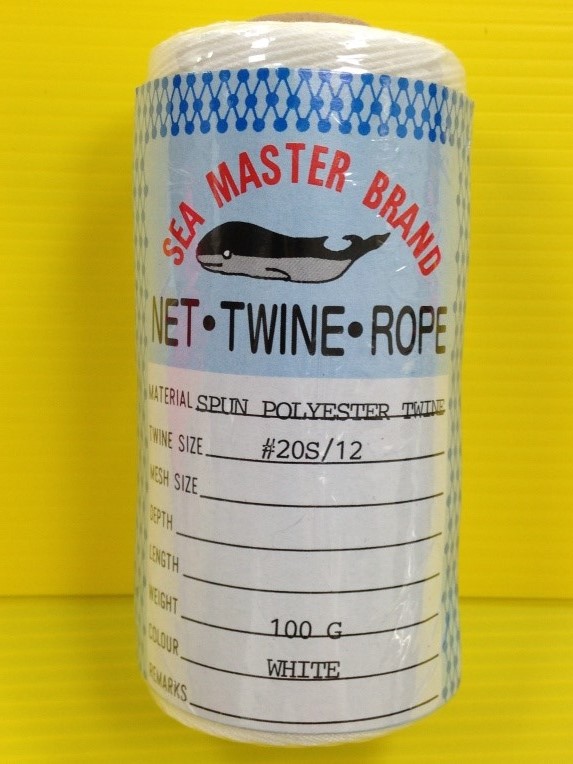 SEA MASTER BRAND
NET•TWINE•ROPE
MATERIAL SPUN POLYESTER TWINE
TWINE SIZE #20S/12
MESH SIZE
DEPTH
LENGTH
WEIGHT 100 G
COLOUR WHITE
REMARKS